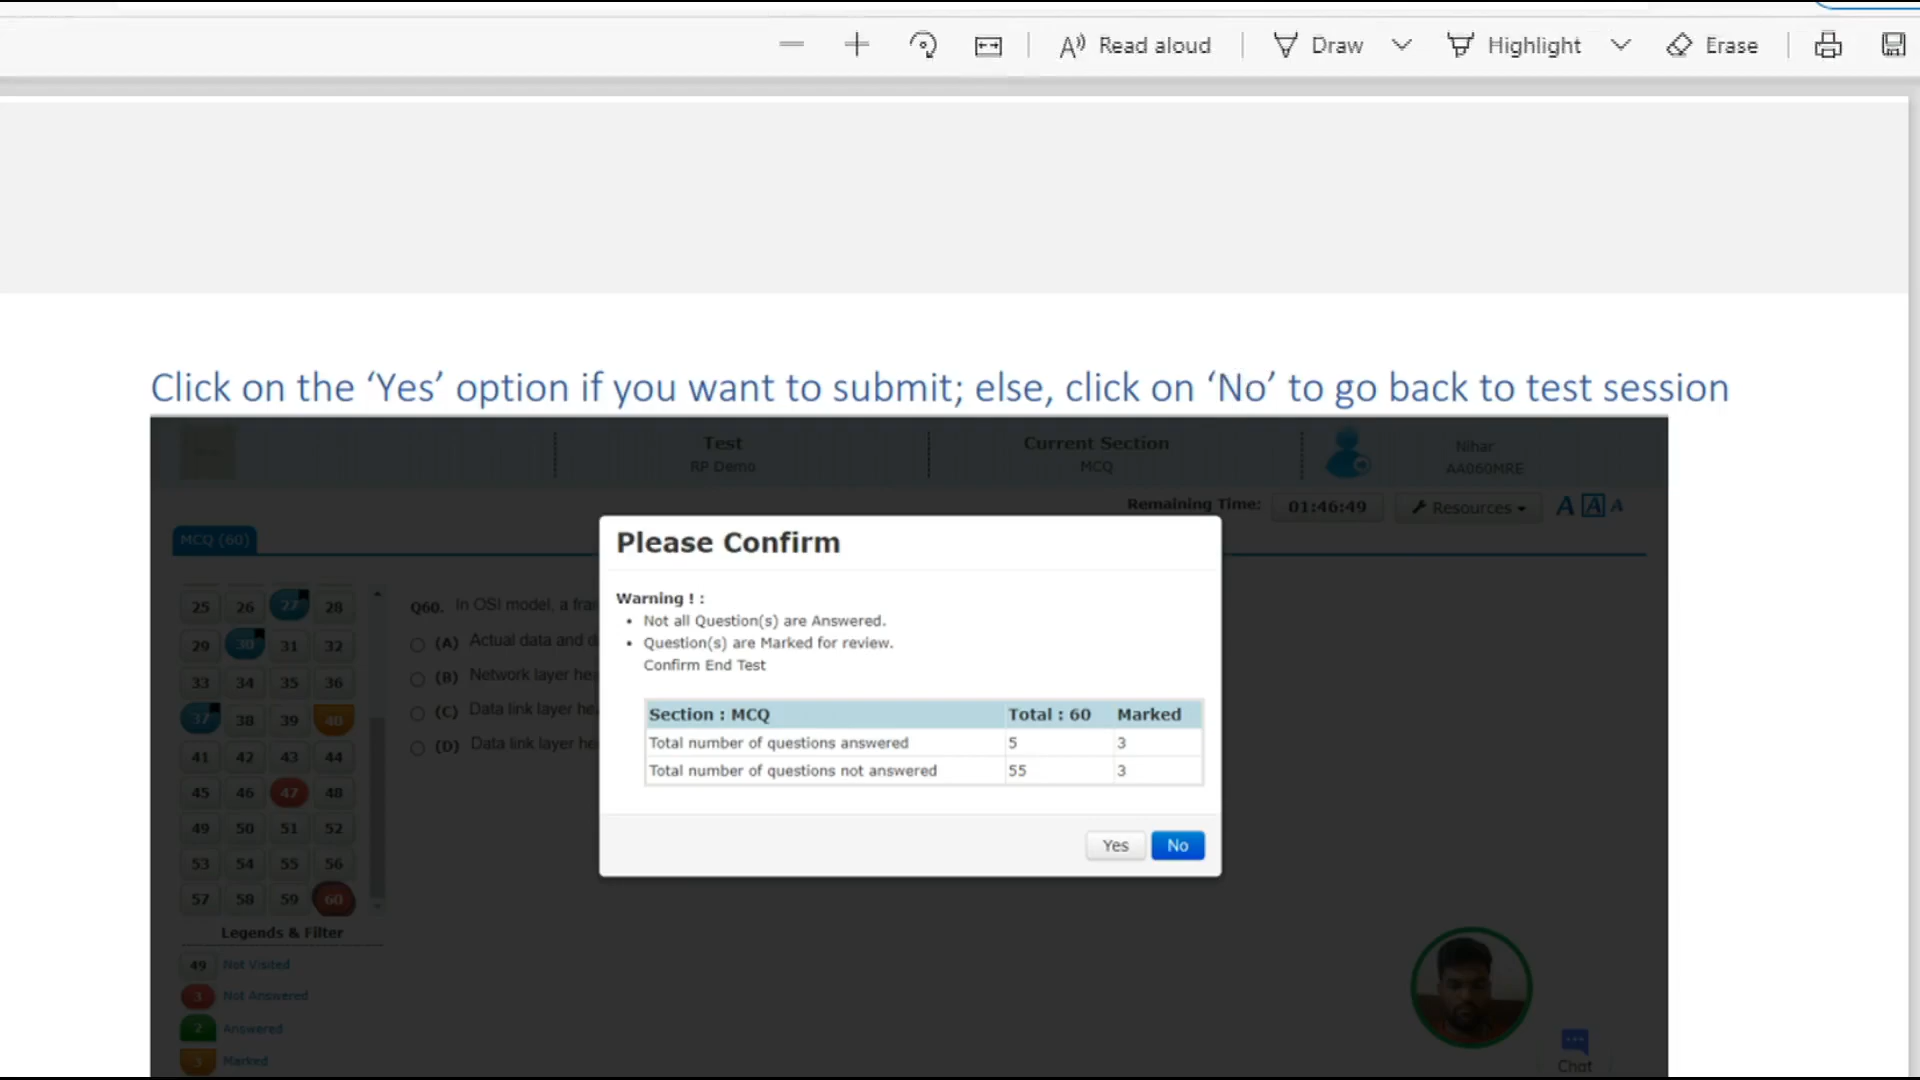 Read aloud Draw Highlight Erase
Click on the ‘Yes’ option if you want to submit; else, click on ‘No’ to go back to test session
Test
RP Demo
Current Section
MCQ
Nihar
AA060MRE
Remaining Time: 01:46:49 Resources A A A
MCQ (60)
25 26 27 28
29 30 31 32
33 34 35 36
37 38 39 40
41 42 43 44
45 46 47 48
49 50 51 52
53 54 55 56
57 58 59 60
Legends & Filter
49 Not Visited
3 Not Answered
2 Answered
3 Marked
Q60. In OSI model, a
(A) Actual data and
(B) Network layer
(C) Data link layer
(D) Data link layer
Please Confirm
Warning ! :
• Not all Question(s) are Answered.
• Question(s) are Marked for review.
Confirm End Test
Section : MCQ Total : 60 Marked
Total number of questions answered 5 3
Total number of questions not answered 55 3
Yes No
Chat